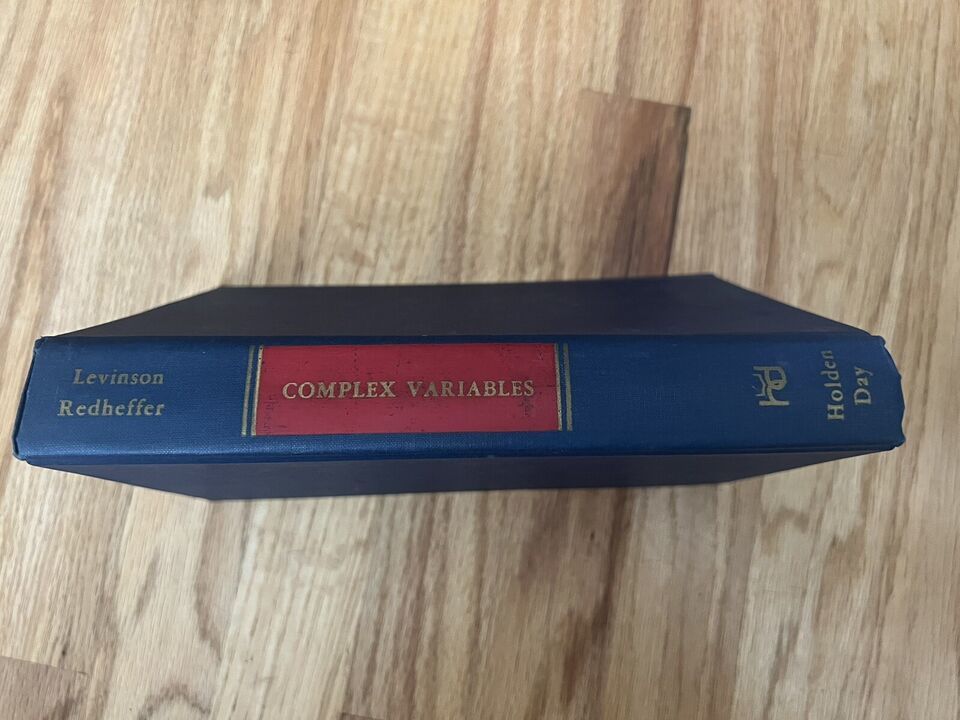 Levinson
Redheffer
COMPLEX VARIABLES
Holden
Day